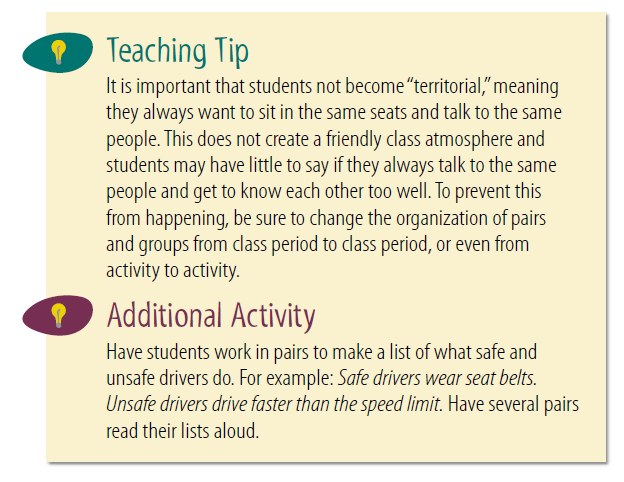 Teaching Tip
It is important that students not become “territorial,” meaning
they always want to sit in the same seats and talk to the same
people. This does not create a friendly class atmosphere and
students may have little to say if they always talk to the same
people and get to know each other too well. To prevent this
from happening, be sure to change the organization of pairs
and groups from class period to class period, or even from
activity to activity.
Additional Activity
Have students work in pairs to make a list of what safe and
unsafe drivers do. For example: Safe drivers wear seat belts.
Unsafe drivers drive faster than the speed limit. Have several pairs
read their lists aloud.